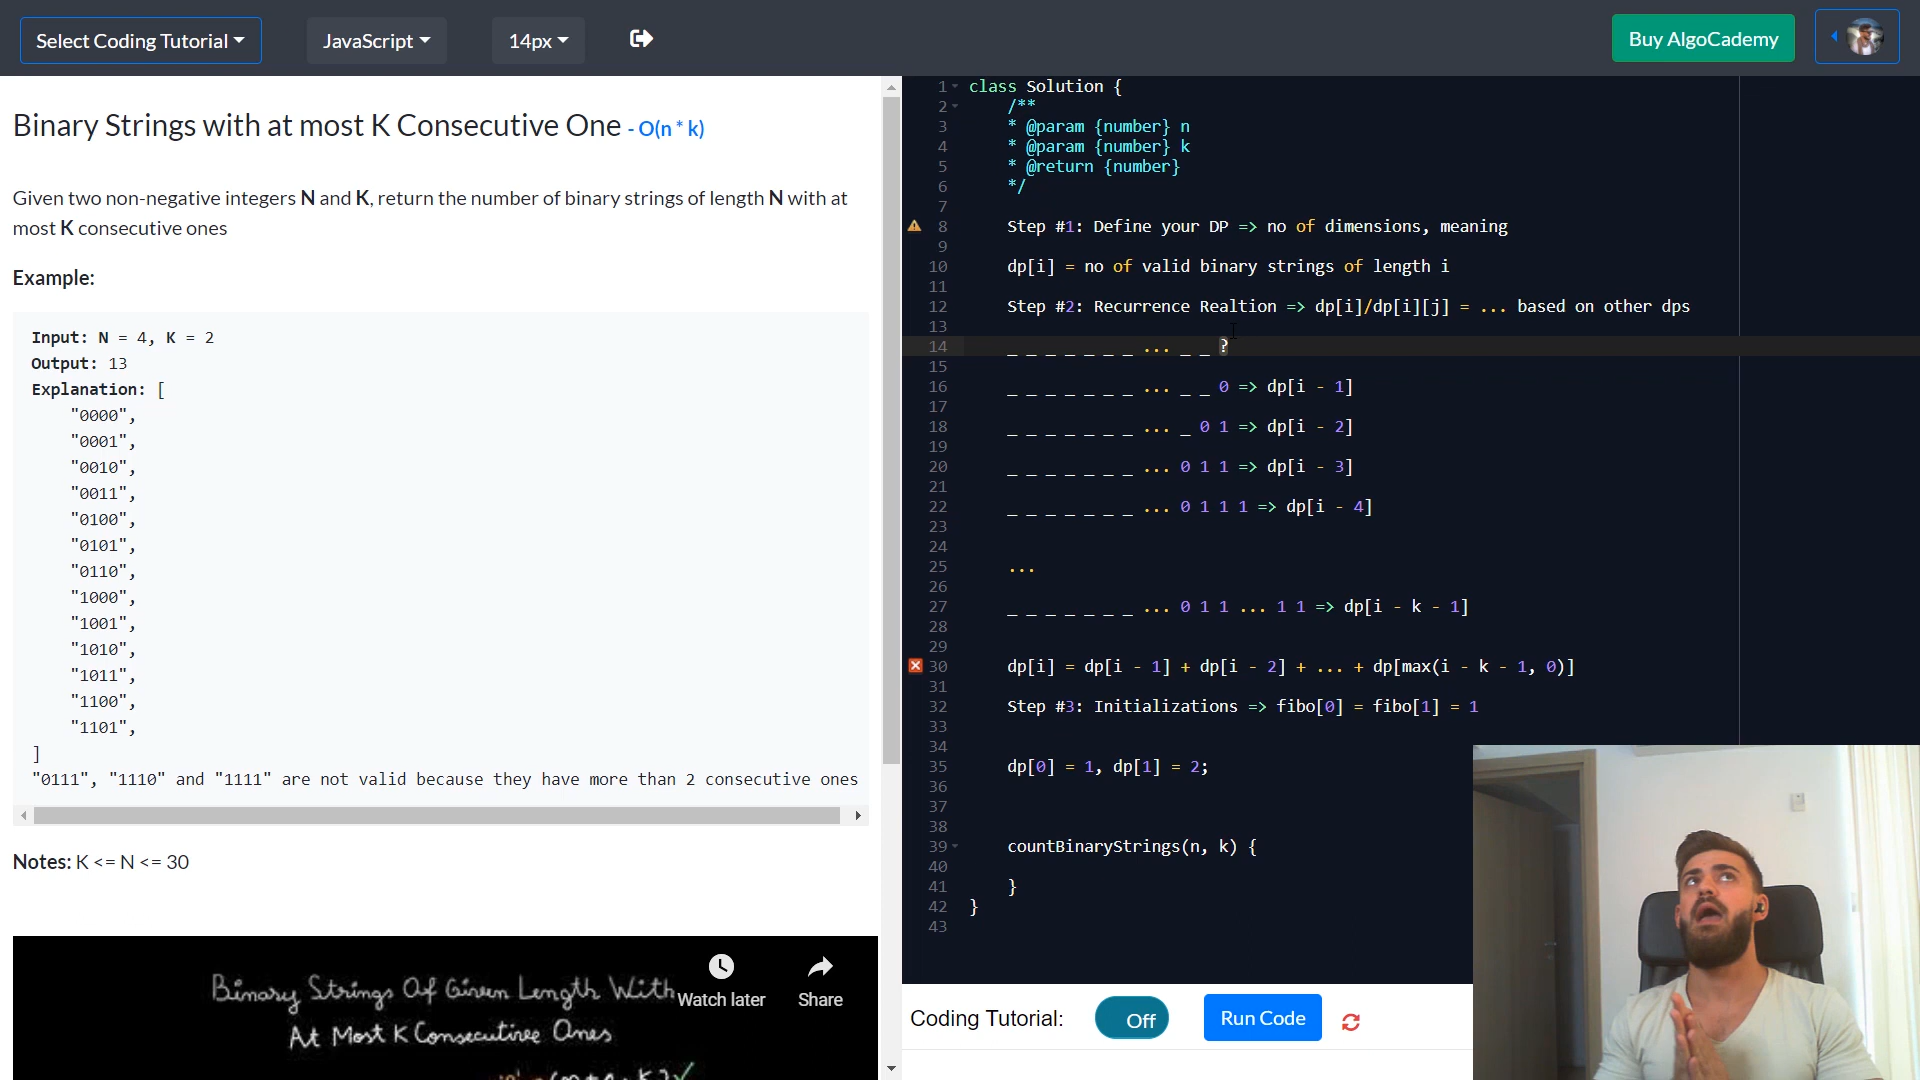 Select Coding Tutorial
JavaScript
14px
Buy AlgoCademy
Binary Strings with at most K Consecutive One - O(n * k)
Given two non-negative integers N and K, return the number of binary strings of length N with at
most K consecutive ones
Example:
Input: N = 4, K = 2
Output: 13
Explanation: [
"0000",
"0001",
"0010",
"0011",
"0100",
"0101",
"0110",
"1000",
"1001",
"1010",
"1011",
"1100",
"1101",
]
"0111", "1110" and "1111" are not valid because they have more than 2 consecutive ones
Notes: K <= N <= 30
Binary Strings Of Given Length With
At Most K Consecutive Ones
Watch later
Share
1 class Solution {
2 /**
3 * @param {number} n
4 * @param {number} k
5 * @return {number}
6 */
7
8 Step #1: Define your DP => no of dimensions, meaning
9
10 dp[i] = no of valid binary strings of length i
11
12 Step #2: Recurrence Realtion => dp[i]/dp[i][j] = ... based on other dps
13
14 _ _ _ _ _ _ _ ... _ _ ?
15
16 _ _ _ _ _ _ _ ... _ _ 0 => dp[i - 1]
17
18 _ _ _ _ _ _ _ ... _ 0 1 => dp[i - 2]
19
20 _ _ _ _ _ _ _ ... 0 1 1 => dp[i - 3]
21
22 _ _ _ _ _ _ _ ... 0 1 1 1 => dp[i - 4]
23
24
25 ...
26
27 _ _ _ _ _ _ _ ... 0 1 1 ... 1 1 => dp[i - k - 1]
28
29
30 dp[i] = dp[i - 1] + dp[i - 2] + ... + dp[max(i - k - 1, 0)]
31
32 Step #3: Initializations => fibo[0] = fibo[1] = 1
33
34
35 dp[0] = 1, dp[1] = 2;
36
37
38
39 countBinaryStrings(n, k) {
40
41 }
42 }
43
Coding Tutorial:
Off
Run Code